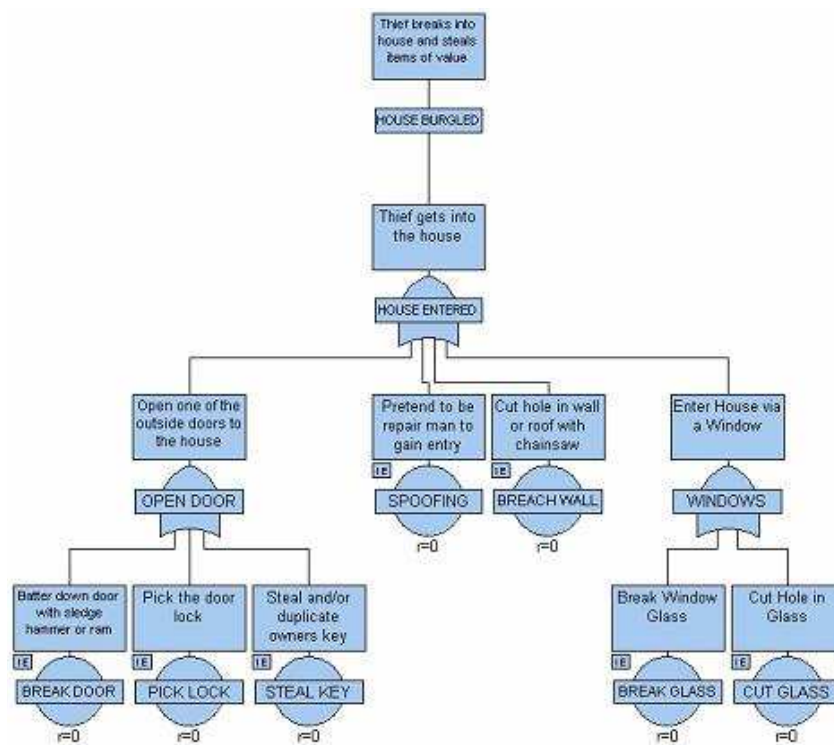 Thief breaks into
house and steals
items of value
HOUSE BURGLED
Thief gets into
the house
HOUSE ENTERED
Open one of the
outside doors to
the house
OPEN DOOR
Pretend to be
repair man to
gain entry
IE
SPOOFING
r=0
Cut hole in wall
or roof with
chainsaw
IE
BREACH WALL
r=0
Enter House via
a Window
WINDOWS
Batter down door
with sledge
hammer or ram
IE
BREAK DOOR
r=0
Pick the door
lock
IE
PICK LOCK
r=0
Steal and/or
duplicate
owners key
IE
STEAL KEY
r=0
Break Window
Glass
IE
BREAK GLASS
r=0
Cut Hole in
Glass
IE
CUT GLASS
r=0